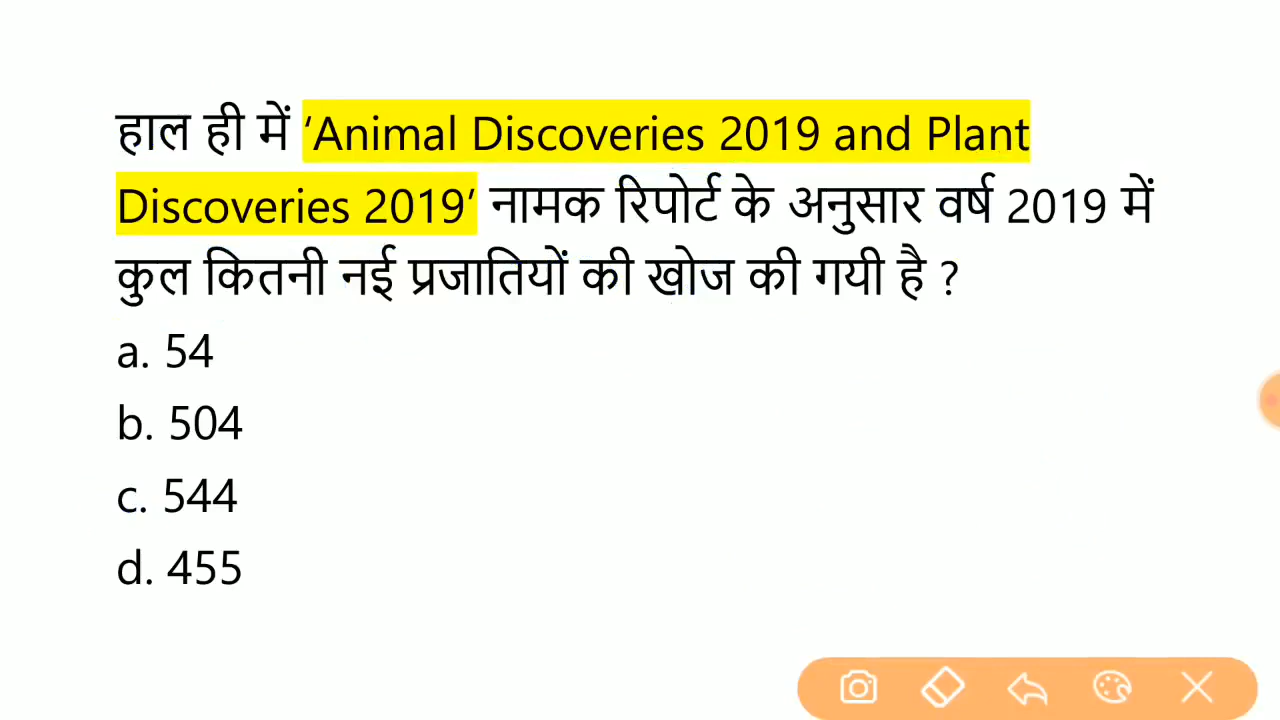 हाल ही में ‘Animal Discoveries 2019 and Plant
Discoveries 2019’ नामक रिपोर्ट के अनुसार वर्ष 2019 में
कुल कितनी नई प्रजातियों की खोज की गयी है ?
a. 54
b. 504
c. 544
d. 455